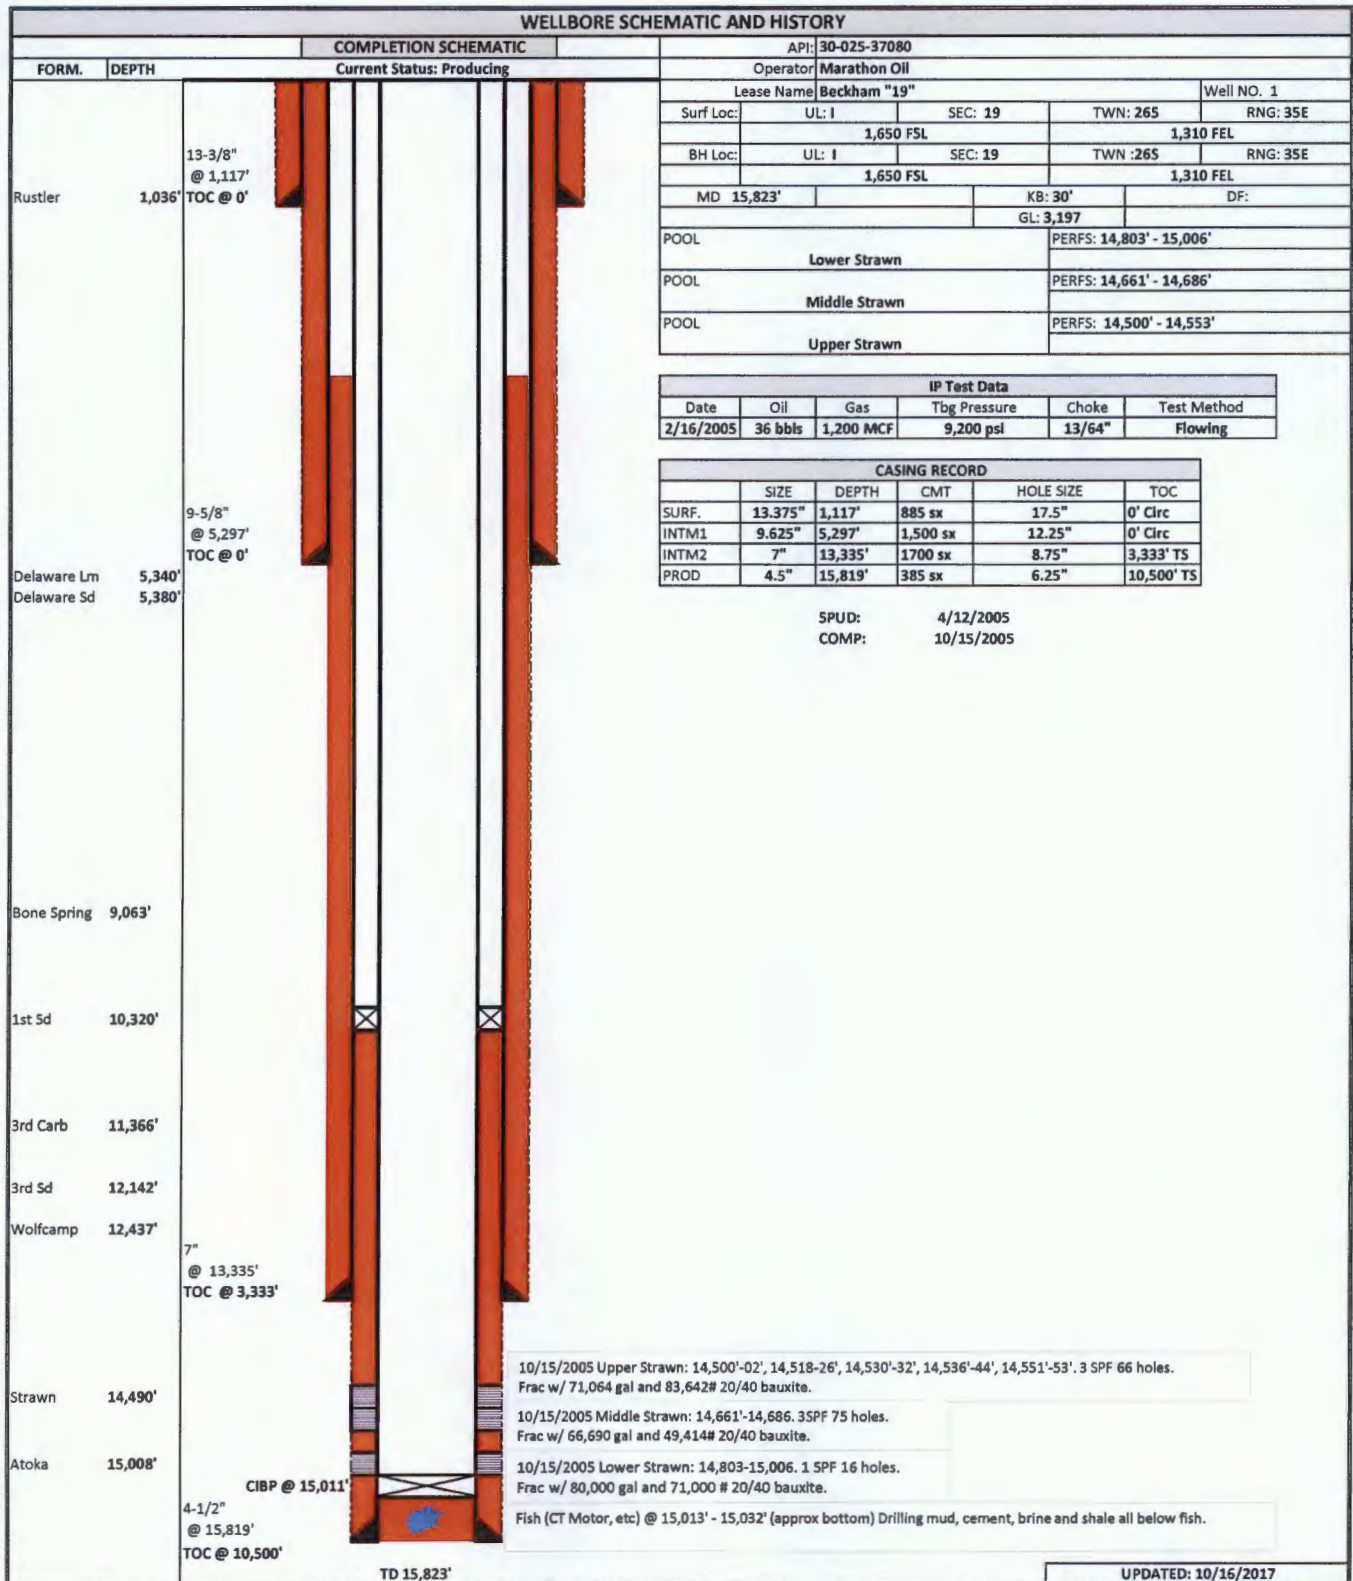 WELLBORE SCHEMATIC AND HISTORY
COMPLETION SCHEMATIC
FORM. DEPTH Current Status: Producing
API: 30-025-37080
Operator Marathon Oil
Lease Name Beckham "19" Well NO. 1
Surf Loc: UL: I SEC: 19 TWN: 26S RNG: 35E
1,650 FSL 1,310 FEL
BH Loc: UL: I SEC: 19 TWN :26S RNG: 35E
1,650 FSL 1,310 FEL
MD 15,823' KB: 30' DF:
GL: 3,197
POOL PERFS: 14,803' - 15,006'
Lower Strawn
POOL PERFS: 14,661' - 14,686'
Middle Strawn
POOL PERFS: 14,500' - 14,553'
Upper Strawn
IP Test Data
Date Oil Gas Tbg Pressure Choke Test Method
2/16/2005 36 bbls 1,200 MCF 9,200 psi 13/64" Flowing
CASING RECORD
SIZE DEPTH CMT HOLE SIZE TOC
SURF. 13.375" 1,117' 885 sx 17.5" 0' Circ
INTM1 9.625" 5,297' 1,500 sx 12.25" 0' Circ
INTM2 7" 13,335' 1700 sx 8.75" 3,333' TS
PROD 4.5" 15,819' 385 sx 6.25" 10,500' TS
SPUD: 4/12/2005
COMP: 10/15/2005
13-3/8"
@ 1,117'
Rustler 1,036' TOC @ 0'
9-5/8"
@ 5,297'
TOC @ 0'
Delaware Lm 5,340'
Delaware Sd 5,380'
Bone Spring 9,063'
1st Sd 10,320'
3rd Carb 11,366'
3rd Sd 12,142'
Wolfcamp 12,437'
7"
@ 13,335'
TOC @ 3,333'
10/15/2005 Upper Strawn: 14,500'-02', 14,518-26', 14,530'-32', 14,536'-44', 14,551'-53'. 3 SPF 66 holes.
Frac w/ 71,064 gal and 83,642# 20/40 bauxite.
Strawn 14,490'
10/15/2005 Middle Strawn: 14,661'-14,686. 3SPF 75 holes.
Frac w/ 66,690 gal and 49,414# 20/40 bauxite.
Atoka 15,008'
10/15/2005 Lower Strawn: 14,803-15,006. 1 SPF 16 holes.
Frac w/ 80,000 gal and 71,000 # 20/40 bauxite.
CIBP @ 15,011'
4-1/2"
@ 15,819'
TOC @ 10,500'
Fish (CT Motor, etc) @ 15,013' - 15,032' (approx bottom) Drilling mud, cement, brine and shale all below fish.
TD 15,823'
UPDATED: 10/16/2017